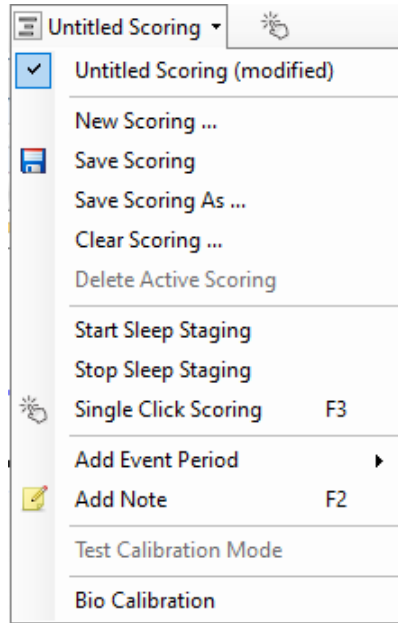 Untitled Scoring
Untitled Scoring (modified)
New Scoring ...
Save Scoring
Save Scoring As ...
Clear Scoring ...
Delete Active Scoring
Start Sleep Staging
Stop Sleep Staging
Single Click Scoring F3
Add Event Period
Add Note F2
Test Calibration Mode
Bio Calibration